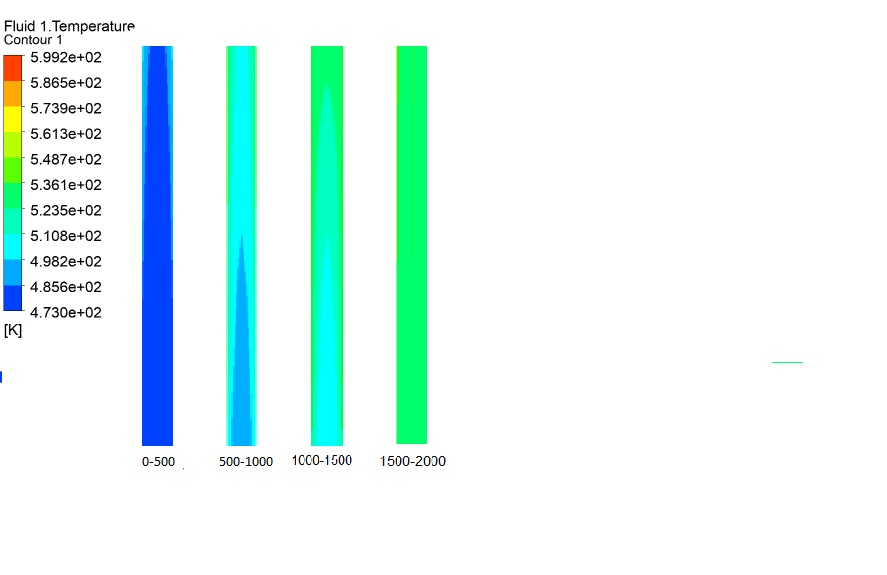 Fluid 1.Temperature
Contour 1
5.992e+02
5.865e+02
5.739e+02
5.613e+02
5.487e+02
5.361e+02
5.235e+02
5.108e+02
4.982e+02
4.856e+02
4.730e+02
[K]
0-500 500-1000 1000-1500 1500-2000